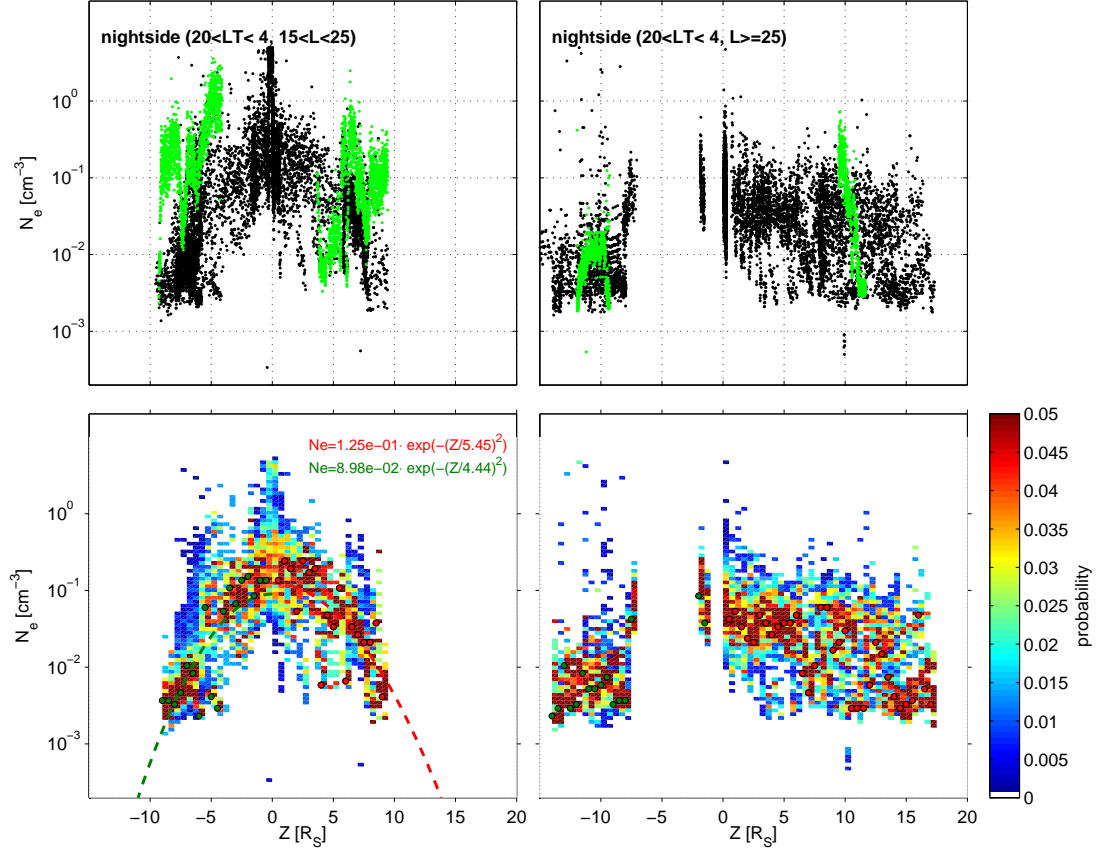 nightside (20<LT< 4, 15<L<25)
nightside (20<LT< 4, L>=25)
10^0
10^{-1}
10^{-2}
10^{-3}
N_e [cm^{-3}]
Ne=1.25e−01· exp(−(Z/5.45)^2)
Ne=8.98e−02· exp(−(Z/4.44)^2)
10^0
10^{-1}
10^{-2}
10^{-3}
N_e [cm^{-3}]
−10 −5 0 5 10 15 20
Z [R_S]
−10 −5 0 5 10 15 20
Z [R_S]
0.05
0.045
0.04
0.035
0.03
0.025
0.02
0.015
0.01
0.005
0
probability